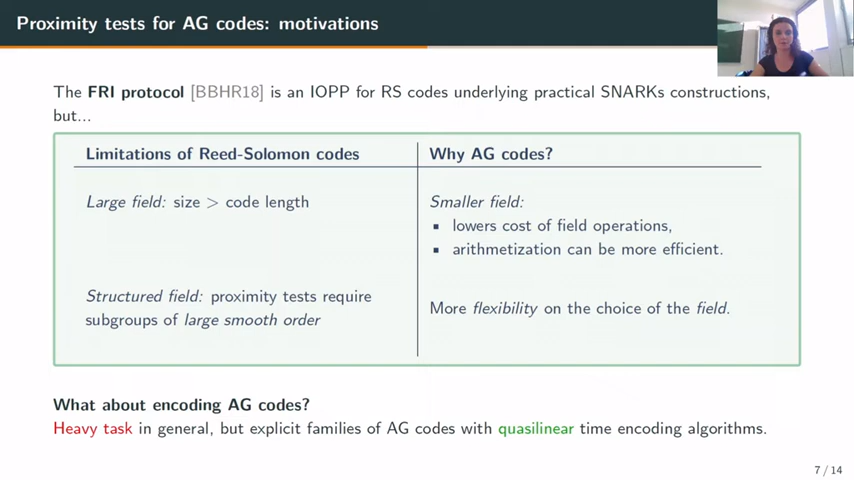 Proximity tests for AG codes: motivations
The FRI protocol [BBHR18] is an IOPP for RS codes underlying practical SNARKs constructions,
but...
Limitations of Reed-Solomon codes
Why AG codes?
Large field: size > code length
Smaller field:
▪ lowers cost of field operations,
▪ arithmetization can be more efficient.
Structured field: proximity tests require
subgroups of large smooth order
More flexibility on the choice of the field.
What about encoding AG codes?
Heavy task in general, but explicit families of AG codes with quasilinear time encoding algorithms.
7 / 14